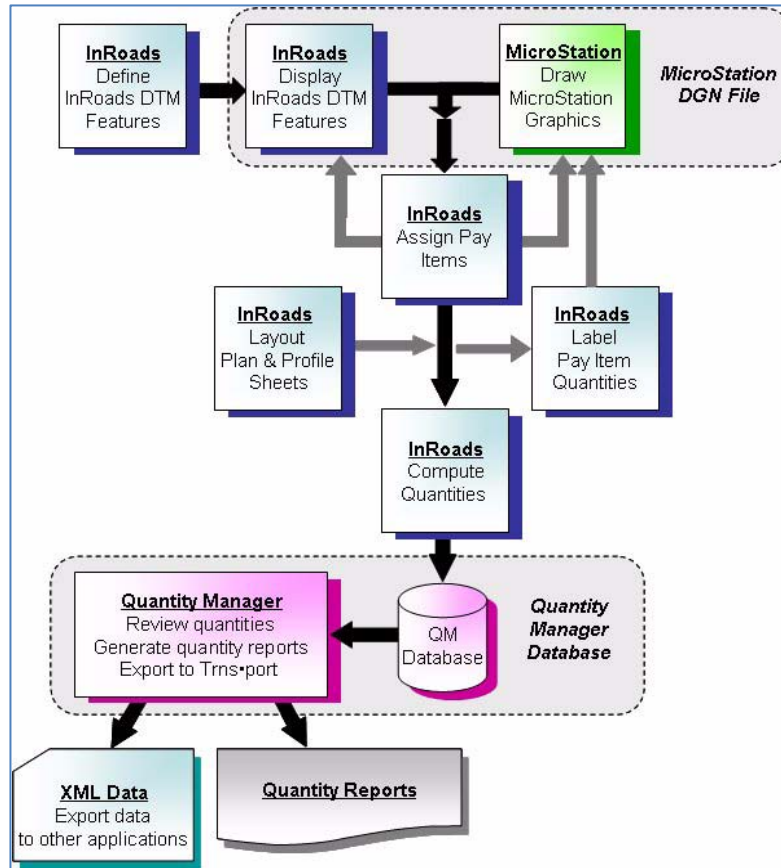 InRoads
Define
InRoads DTM
Features
InRoads
Display
InRoads DTM
Features
MicroStation
Draw
MicroStation
Graphics
MicroStation
DGN File
InRoads
Assign Pay
Items
InRoads
Layout
Plan & Profile
Sheets
InRoads
Label
Pay Item
Quantities
InRoads
Compute
Quantities
Quantity Manager
Review quantities
Generate quantity reports
Export to Trns•port
QM
Database
Quantity
Manager
Database
XML Data
Export data
to other applications
Quantity Reports